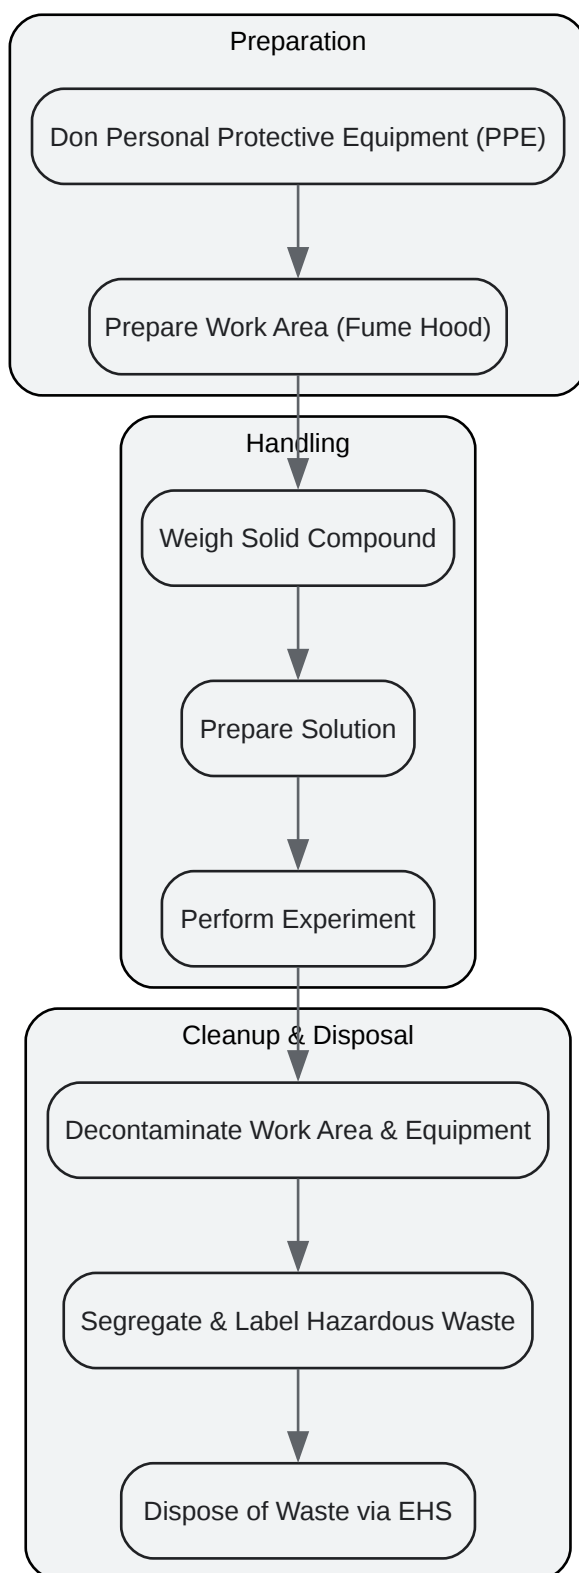 Preparation
Don Personal Protective Equipment (PPE)
Prepare Work Area (Fume Hood)
Handling
Weigh Solid Compound
Prepare Solution
Perform Experiment
Cleanup & Disposal
Decontaminate Work Area & Equipment
Segregate & Label Hazardous Waste
Dispose of Waste via EHS